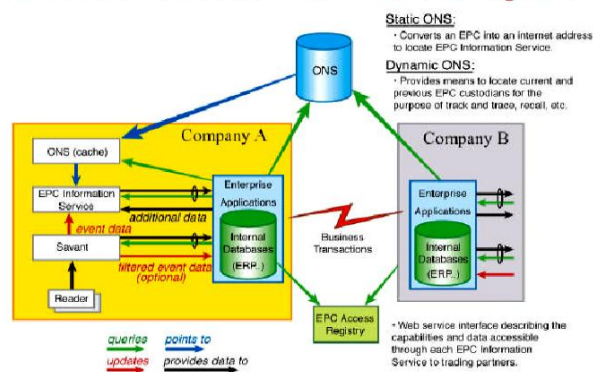 Static ONS:
· Converts an EPC into an internet address
to locate EPC Information Service.
Dynamic ONS:
· Provides means to locate current and
previous EPC custodians for the
purpose of track and trace, recall, etc.
ONS
Company A
ONS (cache)
EPC Information
Service
event data
Savant
Reader
additional data
filtered event data
(optional)
Enterprise
Applications
Internal
Databases
(ERP..)
Business
Transactions
Company B
Enterprise
Applications
Internal
Databases
(ERP..)
EPC Access
Registry
· Web service interface describing the
capabilities and data accessible
through each EPC Information
Service to trading partners.
queries points to
updates provides data to